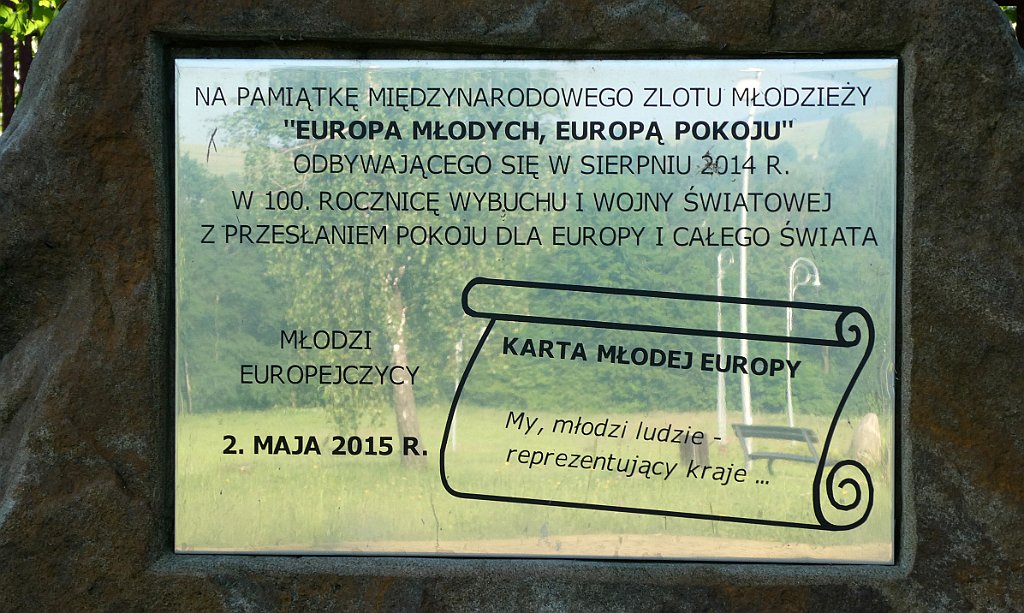 NA PAMIĄTKĘ MIĘDZYNARODOWEGO ZLOTU MŁODZIEŻY
"EUROPA MŁODYCH, EUROPĄ POKOJU"
ODBYWAJĄCEGO SIĘ W SIERPNIU 2014 R.
W 100. ROCZNICĘ WYBUCHU I WOJNY ŚWIATOWEJ
Z PRZESŁANIEM POKOJU DLA EUROPY I CAŁEGO ŚWIATA
MŁODZI
EUROPEJCZYCY
2. MAJA 2015 R.
KARTA MŁODEJ EUROPY
My, młodzi ludzie -
reprezentujący kraje ...